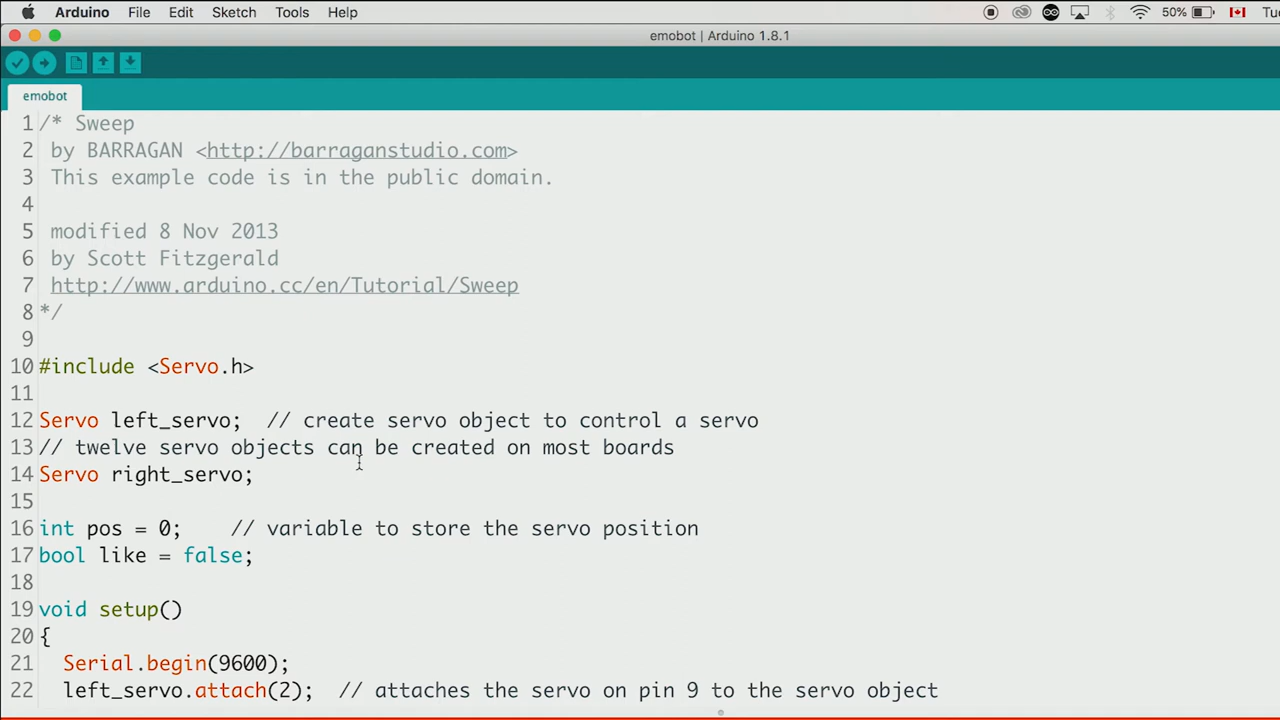 Arduino File Edit Sketch Tools Help 50% Tu
emobot | Arduino 1.8.1
emobot
1 /* Sweep
2 by BARRAGAN <http://barraganstudio.com>
3 This example code is in the public domain.
4
5 modified 8 Nov 2013
6 by Scott Fitzgerald
7 http://www.arduino.cc/en/Tutorial/Sweep
8 */
9
10 #include <Servo.h>
11
12 Servo left_servo;  // create servo object to control a servo
13 // twelve servo objects can be created on most boards
14 Servo right_servo;
15
16 int pos = 0;    // variable to store the servo position
17 bool like = false;
18
19 void setup()
20 {
21   Serial.begin(9600);
22   left_servo.attach(2);  // attaches the servo on pin 9 to the servo object